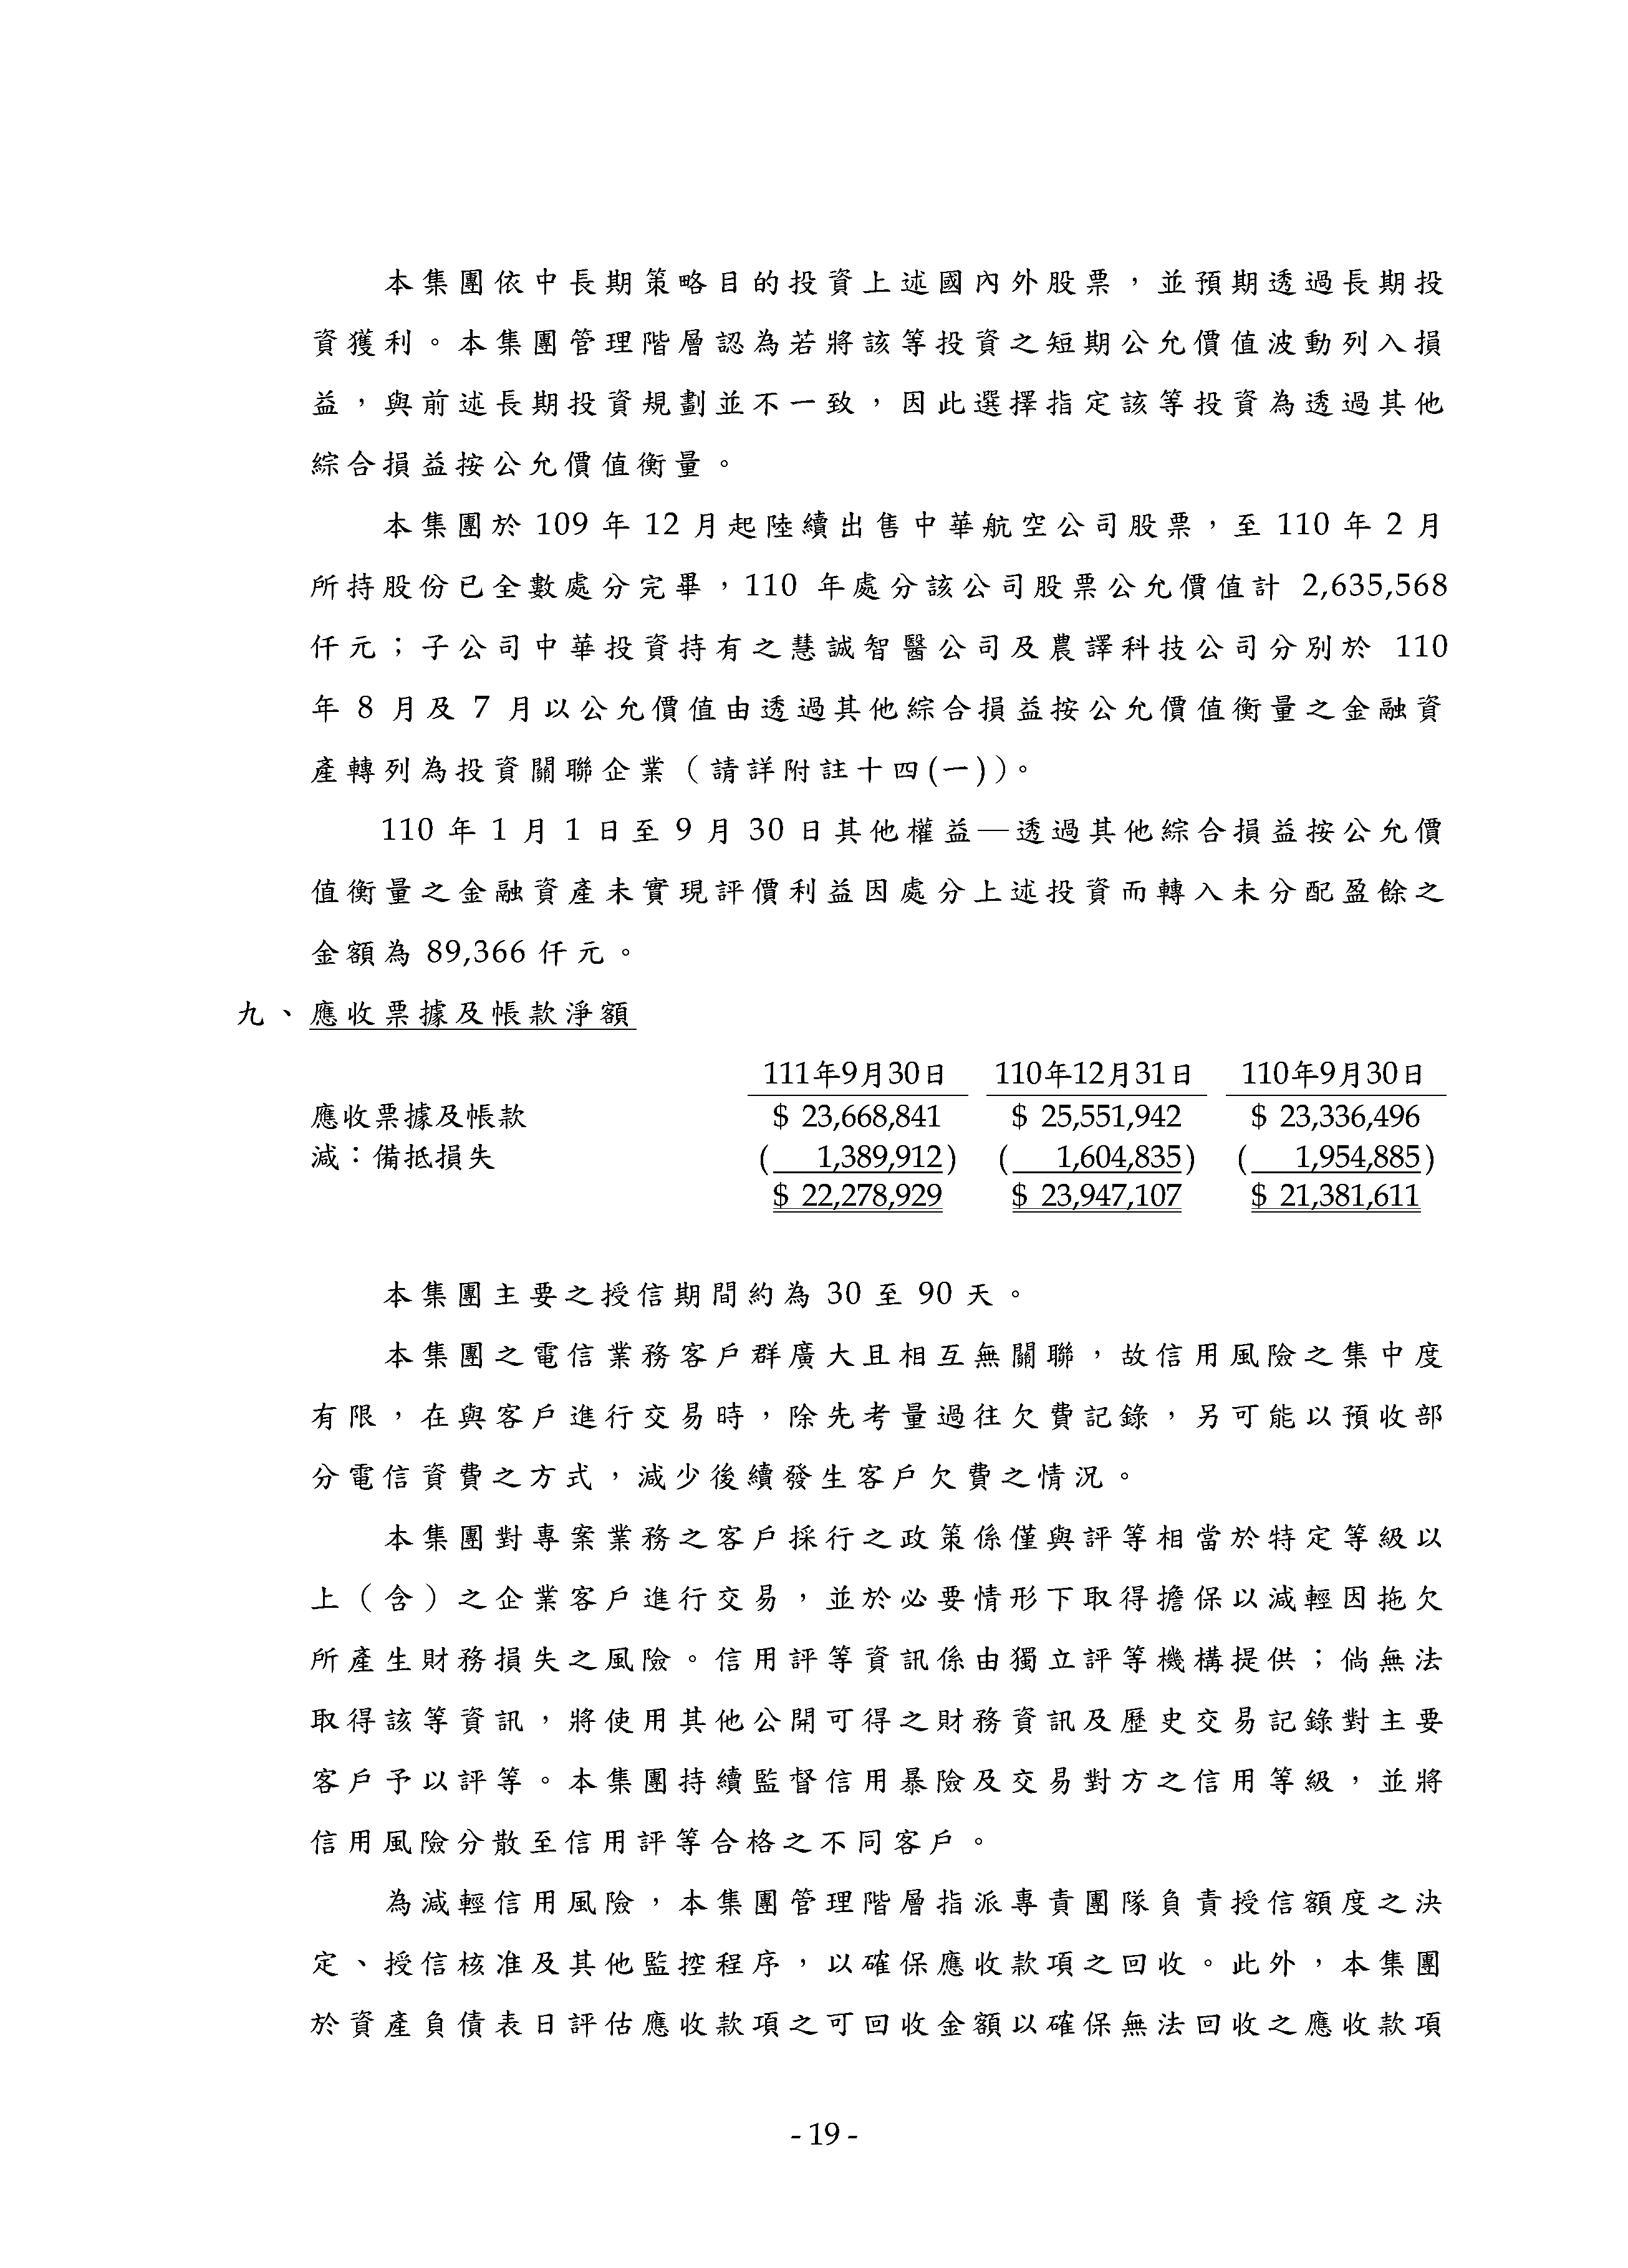 本集團依中長期策略目的投資上述國內外股票，並預期透過長期投
資獲利。本集團管理階層認為若將該等投資之短期公允價值波動列入損
益，與前述長期投資規劃並不一致，因此選擇指定該等投資為透過其他
綜合損益按公允價值衡量。
本集團於 109 年 12 月起陸續出售中華航空公司股票，至 110 年 2 月
所持股份已全數處分完畢，110 年處分該公司股票公允價值計 2,635,568
仟元；子公司中華投資持有之慧誠智醫公司及農譯科技公司分別於 110
年 8 月及 7 月以公允價值由透過其他綜合損益按公允價值衡量之金融資
產轉列為投資關聯企業（請詳附註十四(一)）。
110 年 1 月 1 日至 9 月 30 日其他權益—透過其他綜合損益按公允價
值衡量之金融資產未實現評價利益因處分上述投資而轉入未分配盈餘之
金額為 89,366 仟元。
九、應收票據及帳款淨額
111年9月30日 110年12月31日 110年9月30日
應收票據及帳款 $ 23,668,841 $ 25,551,942 $ 23,336,496
減：備抵損失 ( 1,389,912) ( 1,604,835) ( 1,954,885)
$ 22,278,929 $ 23,947,107 $ 21,381,611
本集團主要之授信期間約為 30 至 90 天。
本集團之電信業務客戶群廣大且相互無關聯，故信用風險之集中度
有限，在與客戶進行交易時，除先考量過往欠費記錄，另可能以預收部
分電信資費之方式，減少後續發生客戶欠費之情況。
本集團對專案業務之客戶採行之政策係僅與評等相當於特定等級以
上（含）之企業客戶進行交易，並於必要情形下取得擔保以減輕因拖欠
所產生財務損失之風險。信用評等資訊係由獨立評等機構提供；倘無法
取得該等資訊，將使用其他公開可得之財務資訊及歷史交易記錄對主要
客戶予以評等。本集團持續監督信用暴險及交易對方之信用等級，並將
信用風險分散至信用評等合格之不同客戶。
為減輕信用風險，本集團管理階層指派專責團隊負責授信額度之決
定、授信核准及其他監控程序，以確保應收款項之回收。此外，本集團
於資產負債表日評估應收款項之可回收金額以確保無法回收之應收款項
- 19 -